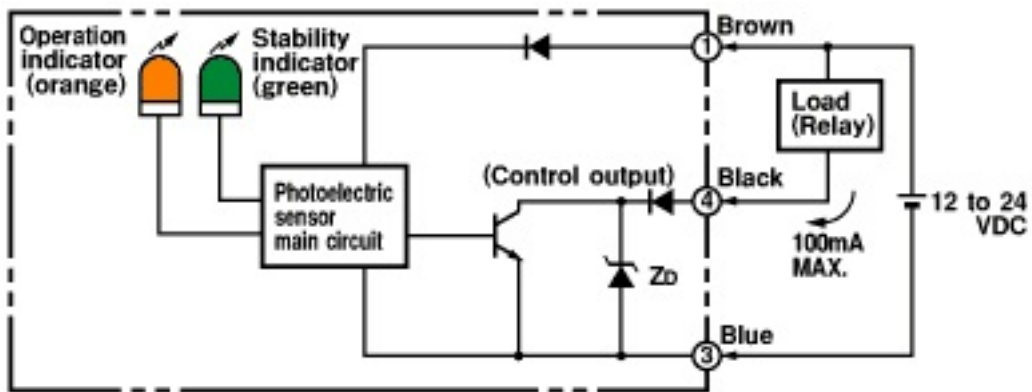 Operation
indicator
(orange)
Stability
indicator
(green)
Brown
1
Load
(Relay)
Photoelectric
sensor
main circuit
(Control output)
Black
4
12 to 24
VDC
100mA
MAX.
ZD
Blue
3